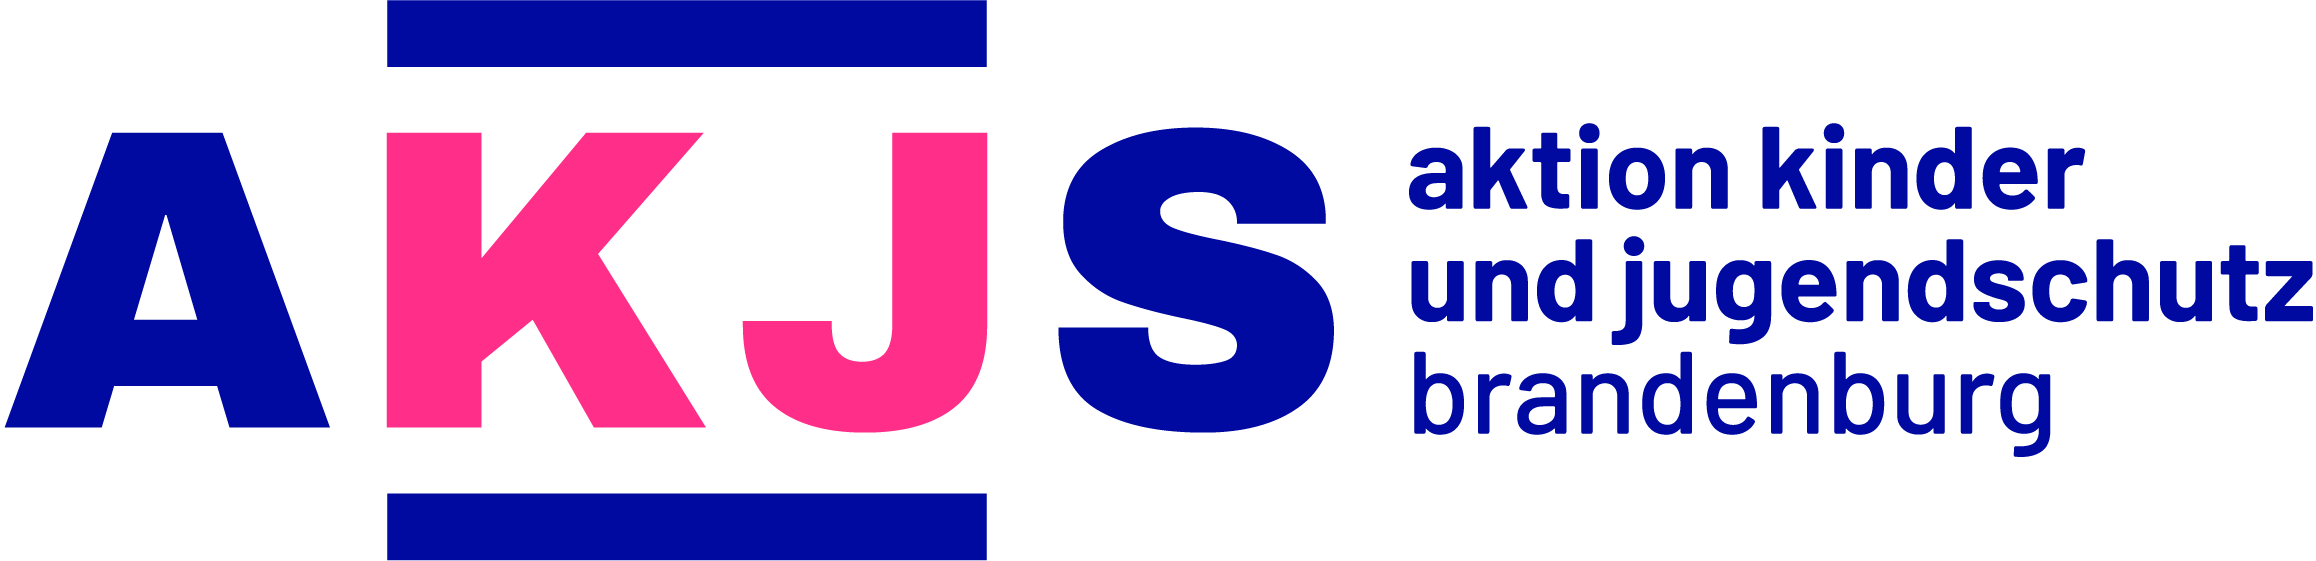 AKJS
aktion kinder
und jugendschutz
brandenburg